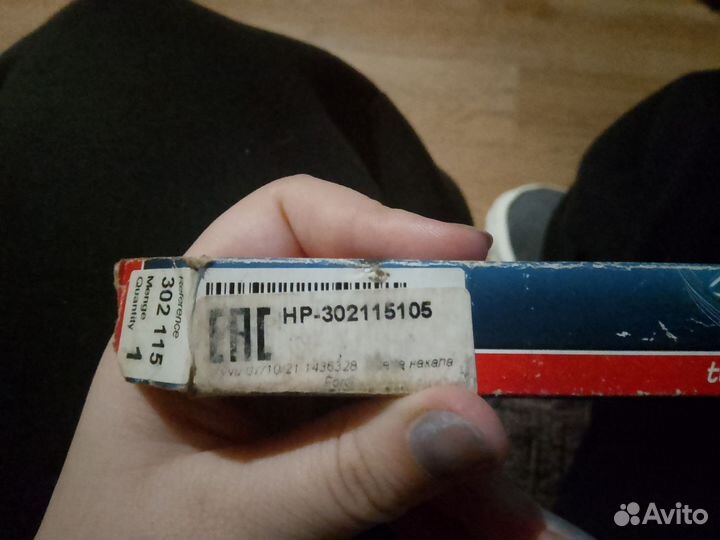 Reference
302 115
Menge
Quantity
1
EAC
HP-302115105
07/10/21 1436328 накала
Ford
t
Avito